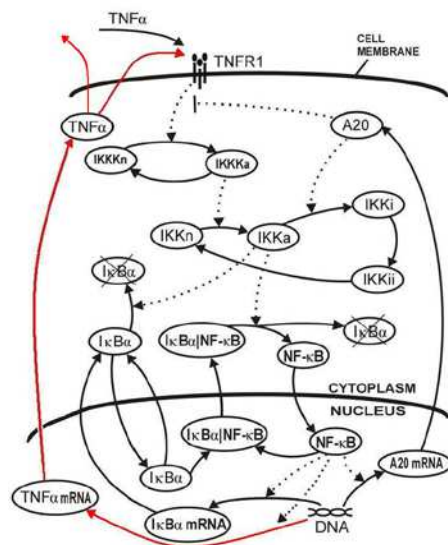 TNFα
TNFR1
CELL
MEMBRANE
TNFα
A20
IKKKn
IKKKa
IKKi
IKKn
IKKa
IKKii
IκBα
IκBα
IκBα|NF-κB
IκBα
NF-κB
CYTOPLASM
NUCLEUS
IκBα|NF-κB
NF-κB
A20 mRNA
IκBα
TNFα mRNA
IκBα mRNA
DNA